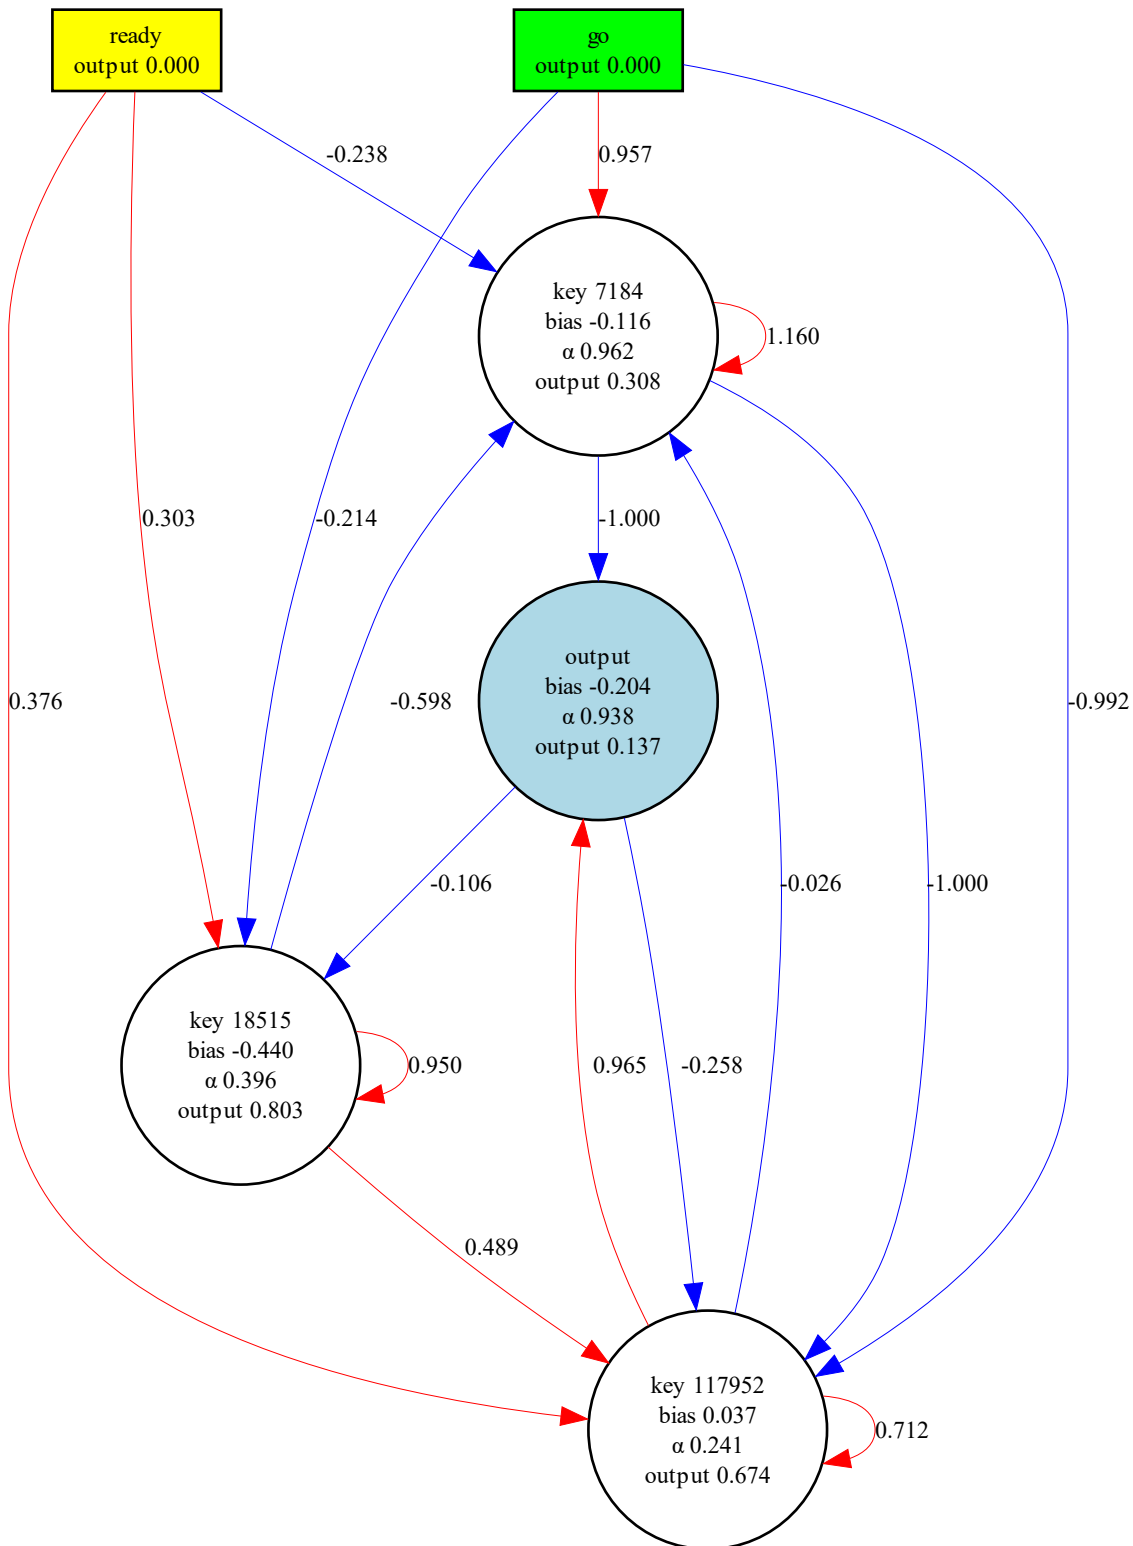 ready
output 0.000
go
output 0.000
-0.238
0.957
key 7184
bias -0.116
α 0.962
output 0.308
1.160
0.303
-0.214
-1.000
output
bias -0.204
α 0.938
output 0.137
0.376
-0.598
-0.992
-0.106
-0.026
-1.000
key 18515
bias -0.440
α 0.396
output 0.803
0.950
0.965
-0.258
0.489
key 117952
bias 0.037
α 0.241
output 0.674
0.712